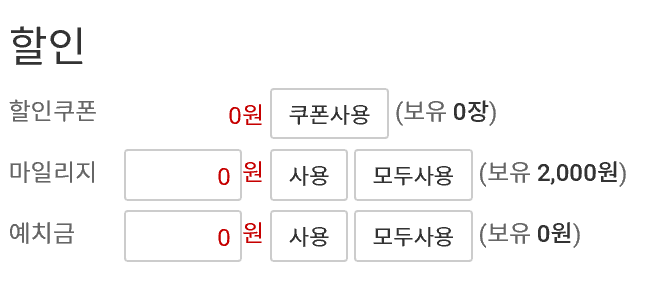 할인
할인쿠폰 0원 쿠폰사용 (보유 0장)
마일리지 0 원 사용 모두사용 (보유 2,000원)
예치금 0 원 사용 모두사용 (보유 0원)